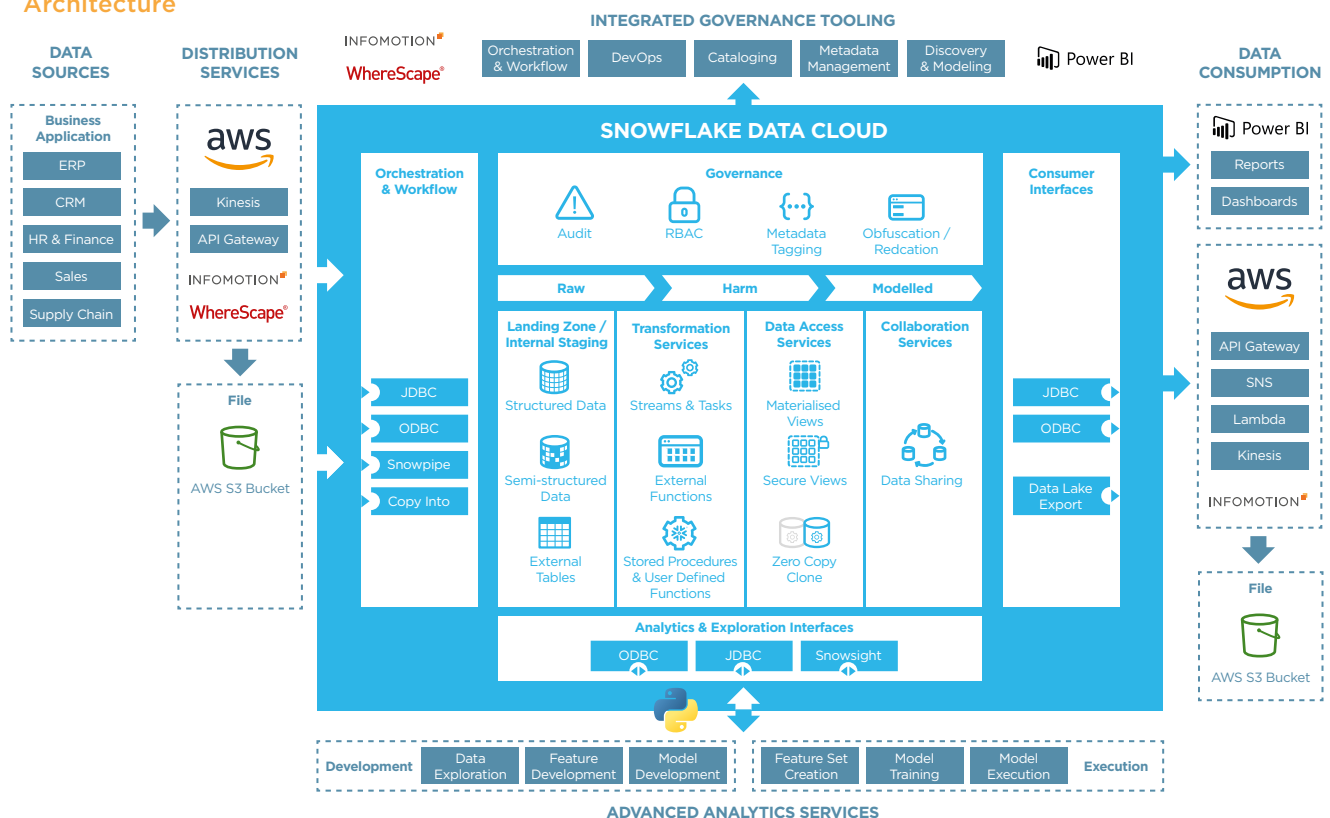 Architecture
INTEGRATED GOVERNANCE TOOLING
DATA
SOURCES
DISTRIBUTION
SERVICES
INFOMOTION
WhereScape®
Orchestration
& Workflow
DevOps
Cataloging
Metadata
Management
Discovery
& Modeling
Power BI
DATA
CONSUMPTION
Business
Application
ERP
CRM
HR & Finance
Sales
Supply Chain
aws
Kinesis
API Gateway
INFOMOTION
WhereScape®
File
AWS S3 Bucket
SNOWFLAKE DATA CLOUD
Orchestration
& Workflow
JDBC
ODBC
Snowpipe
Copy Into
Governance
Audit
RBAC
Metadata
Tagging
Obfuscation /
Redcation
Raw
Harm
Modelled
Landing Zone /
Internal Staging
Structured Data
Semi-structured
Data
External
Tables
Transformation
Services
Streams & Tasks
External
Functions
Stored Procedures
& User Defined
Functions
Data Access
Services
Materialised
Views
Secure Views
Zero Copy
Clone
Collaboration
Services
Data Sharing
Analytics & Exploration Interfaces
ODBC
JDBC
Snowsight
Consumer
Interfaces
JDBC
ODBC
Data Lake
Export
Power BI
Reports
Dashboards
aws
API Gateway
SNS
Lambda
Kinesis
INFOMOTION
File
AWS S3 Bucket
Development
Data
Exploration
Feature
Development
Model
Development
Feature Set
Creation
Model
Training
Model
Execution
Execution
ADVANCED ANALYTICS SERVICES